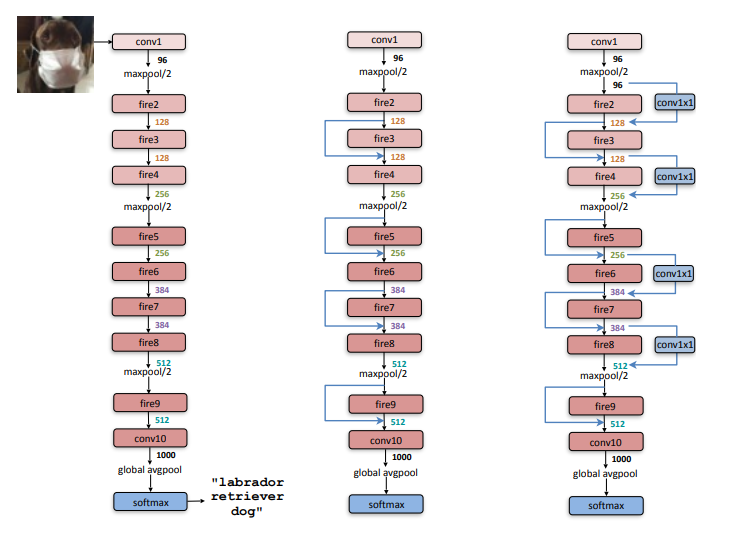 conv1
96
maxpool/2
fire2
128
fire3
128
fire4
256
maxpool/2
fire5
256
fire6
384
fire7
384
fire8
512
maxpool/2
fire9
512
conv10
1000
global avgpool
softmax
"labrador
retriever
dog"
conv1
96
maxpool/2
fire2
128
fire3
128
fire4
256
maxpool/2
fire5
256
fire6
384
fire7
384
fire8
512
maxpool/2
fire9
512
conv10
1000
global avgpool
softmax
conv1
96
maxpool/2
96
fire2
conv1x1
128
fire3
128
fire4
conv1x1
256
maxpool/2
fire5
256
fire6
conv1x1
384
fire7
384
fire8
conv1x1
512
maxpool/2
fire9
512
conv10
1000
global avgpool
softmax